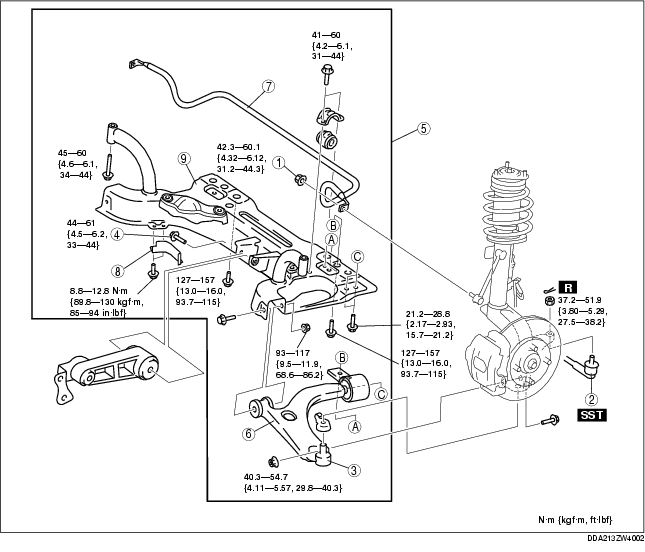 41—60
{4.2—6.1,
31—44}
7
5
45—60
{4.6—6.1,
34—44}
9
42.3—60.1
{4.32—6.12,
31.2—44.3}
1
44—61
{4.5—6.2,
33—44}
4
B
A
C
8
8.8—12.8 N·m
{89.8—130 kgf·m,
85—94 in·lbf}
127—157
{13.0—16.0,
93.7—115}
R
37.2—51.9
{3.80—5.29,
27.5—38.2}
21.2—28.8
{2.17—2.93,
15.7—21.2}
93—117
{9.5—11.9,
68.6—86.2}
127—157
{13.0—16.0,
93.7—115}
B
C
A
2
SST
6
3
40.3—54.7
{4.11—5.57, 29.8—40.3}
N·m {kgf·m, ft·lbf}
DDA213ZW4002